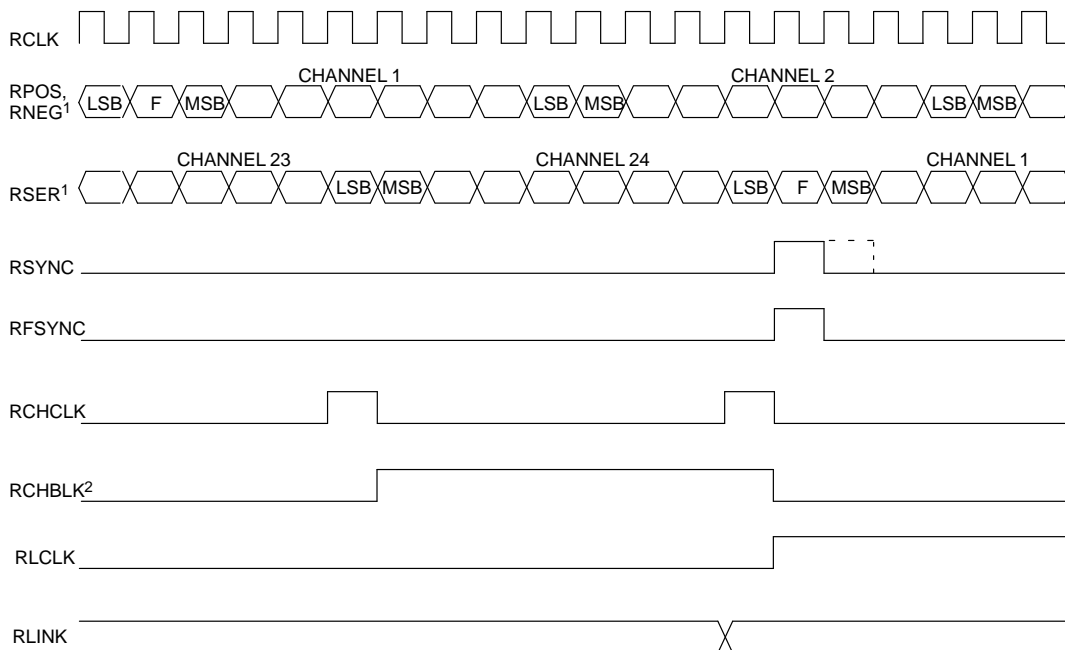 RCLK
CHANNEL 1 CHANNEL 2
RPOS,
RNEG1 LSB F MSB LSB MSB LSB MSB
CHANNEL 23 CHANNEL 24 CHANNEL 1
RSER1 LSB MSB LSB F MSB
RSYNC
RFSYNC
RCHCLK
RCHBLK2
RLCLK
RLINK